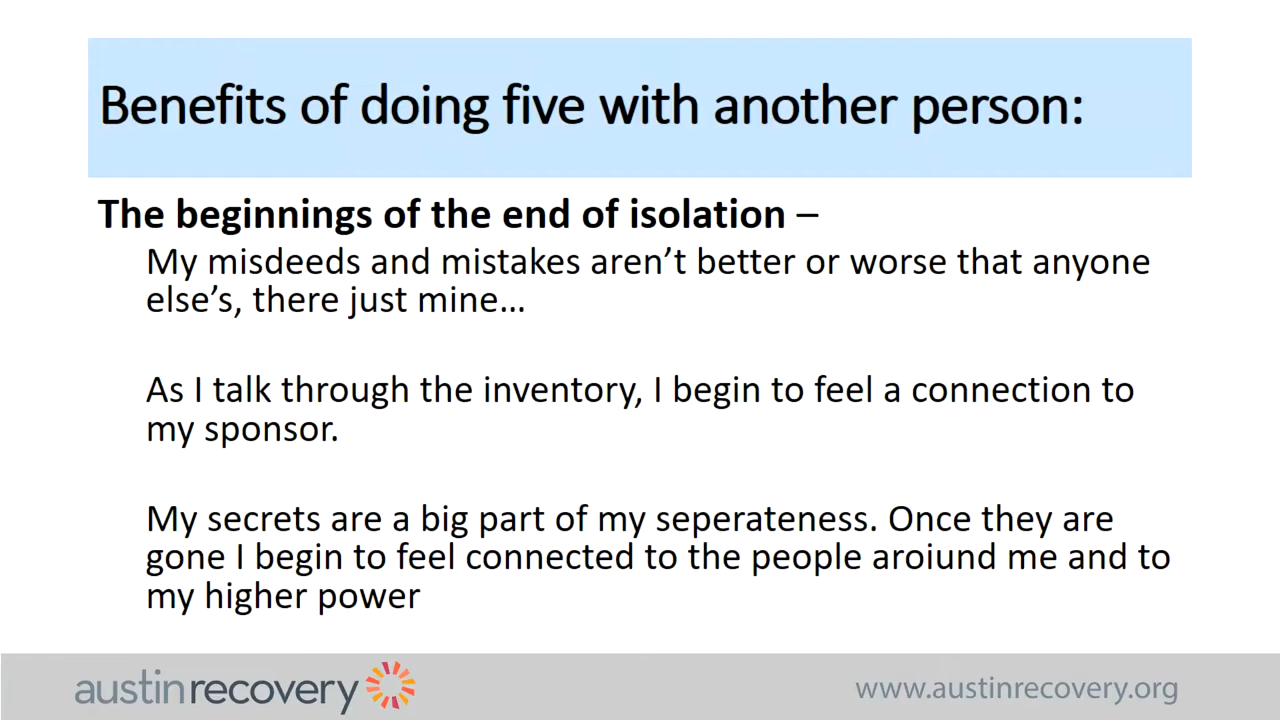 Benefits of doing five with another person:
The beginnings of the end of isolation –
My misdeeds and mistakes aren’t better or worse that anyone
else’s, there just mine…
As I talk through the inventory, I begin to feel a connection to
my sponsor.
My secrets are a big part of my seperateness. Once they are
gone I begin to feel connected to the people aroiund me and to
my higher power
austinrecovery
www.austinrecovery.org